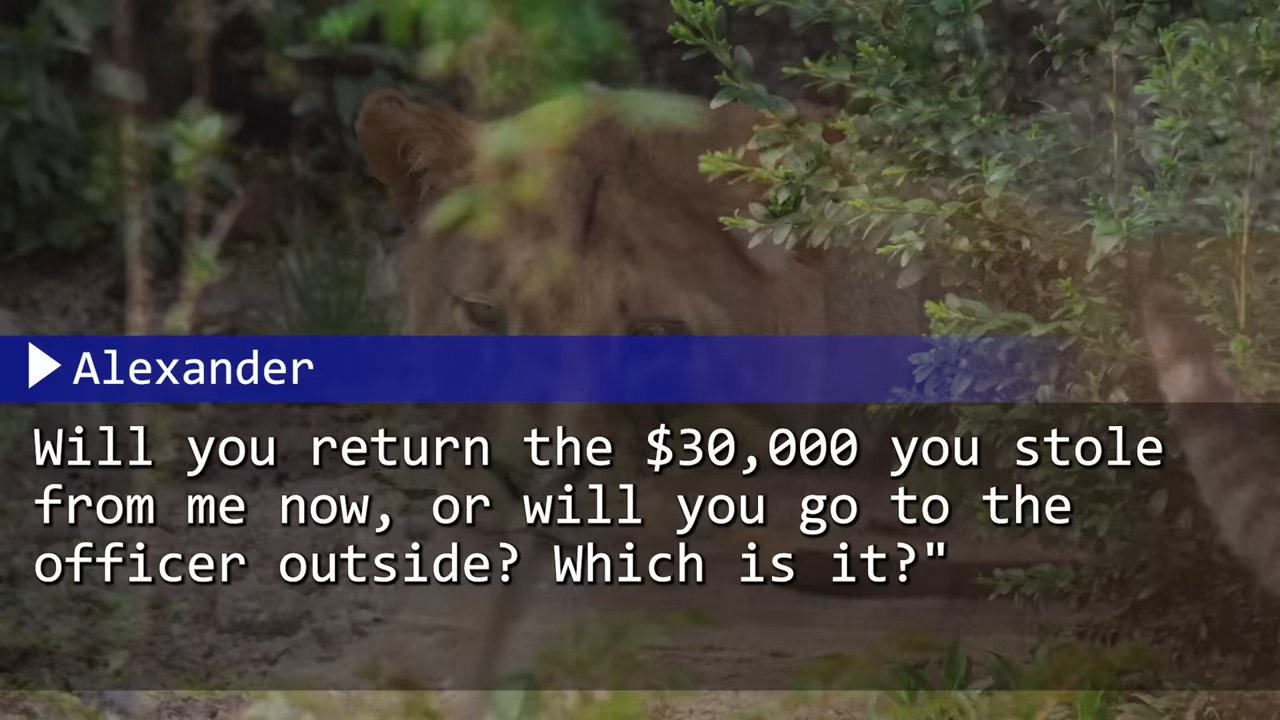 Alexander
Will you return the $30,000 you stole
from me now, or will you go to the
officer outside? Which is it?"